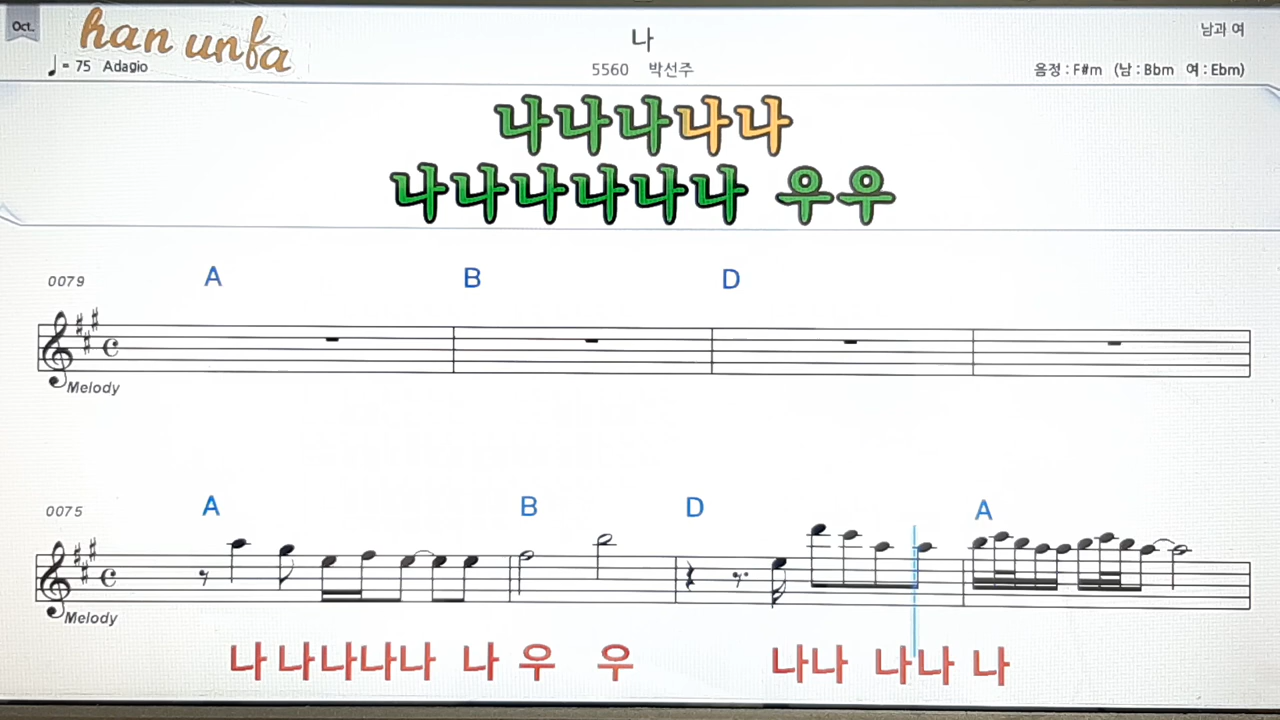 Oct.
han unfa
나
남과 여
♩ = 75 Adagio
5560 박선주
음정 : F#m (남 : Bbm 여 : Ebm)
나나나나나
나나나나나나 우우
0079
A B D
Melody
0075
A B D A
Melody
나 나나나나 나 우 우 나나 나나 나